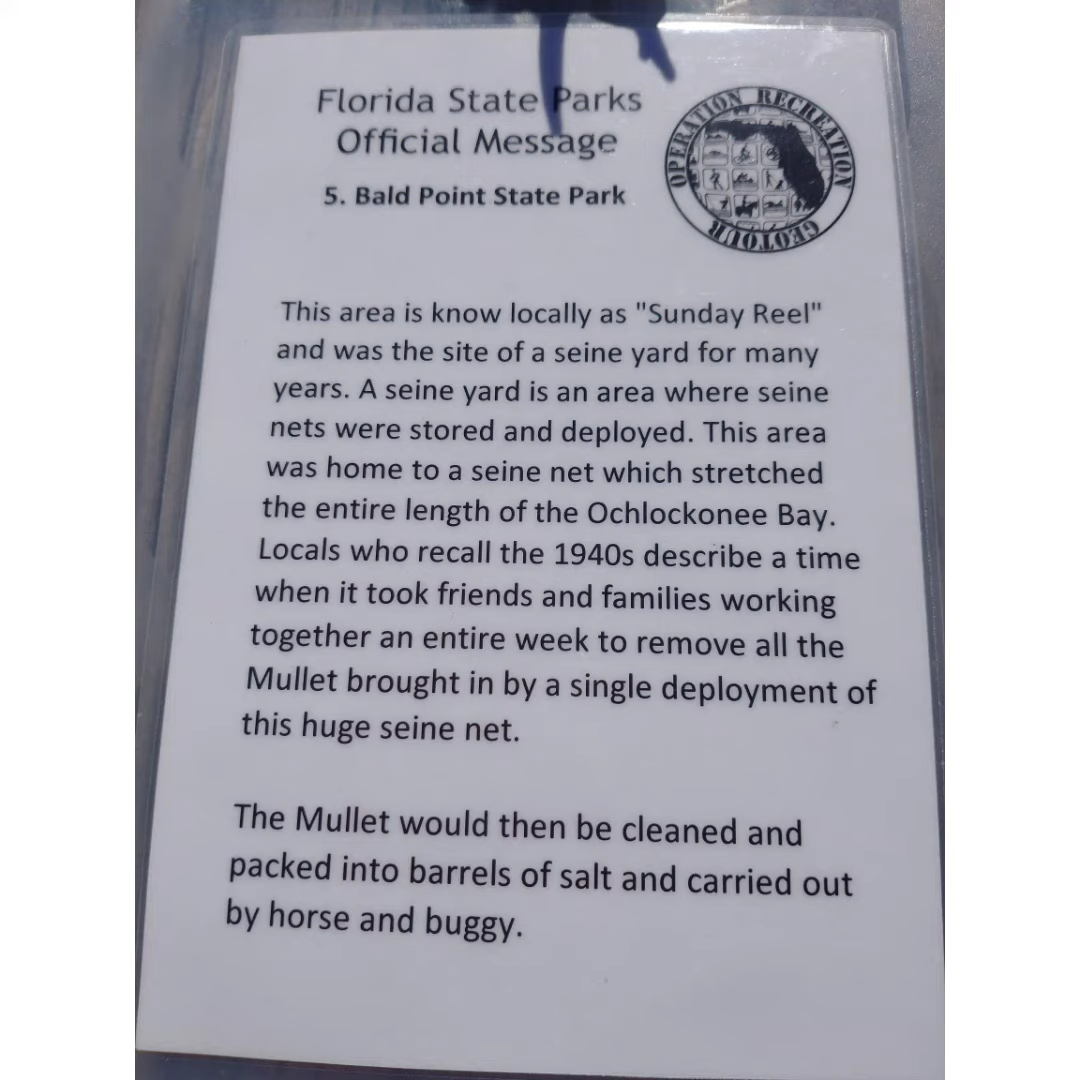 Florida State Parks
Official Message
5. Bald Point State Park
OPERATION RECREATION
GEOTOUR
This area is know locally as "Sunday Reel"
and was the site of a seine yard for many
years. A seine yard is an area where seine
nets were stored and deployed. This area
was home to a seine net which stretched
the entire length of the Ochlockonee Bay.
Locals who recall the 1940s describe a time
when it took friends and families working
together an entire week to remove all the
Mullet brought in by a single deployment of
this huge seine net.
The Mullet would then be cleaned and
packed into barrels of salt and carried out
by horse and buggy.